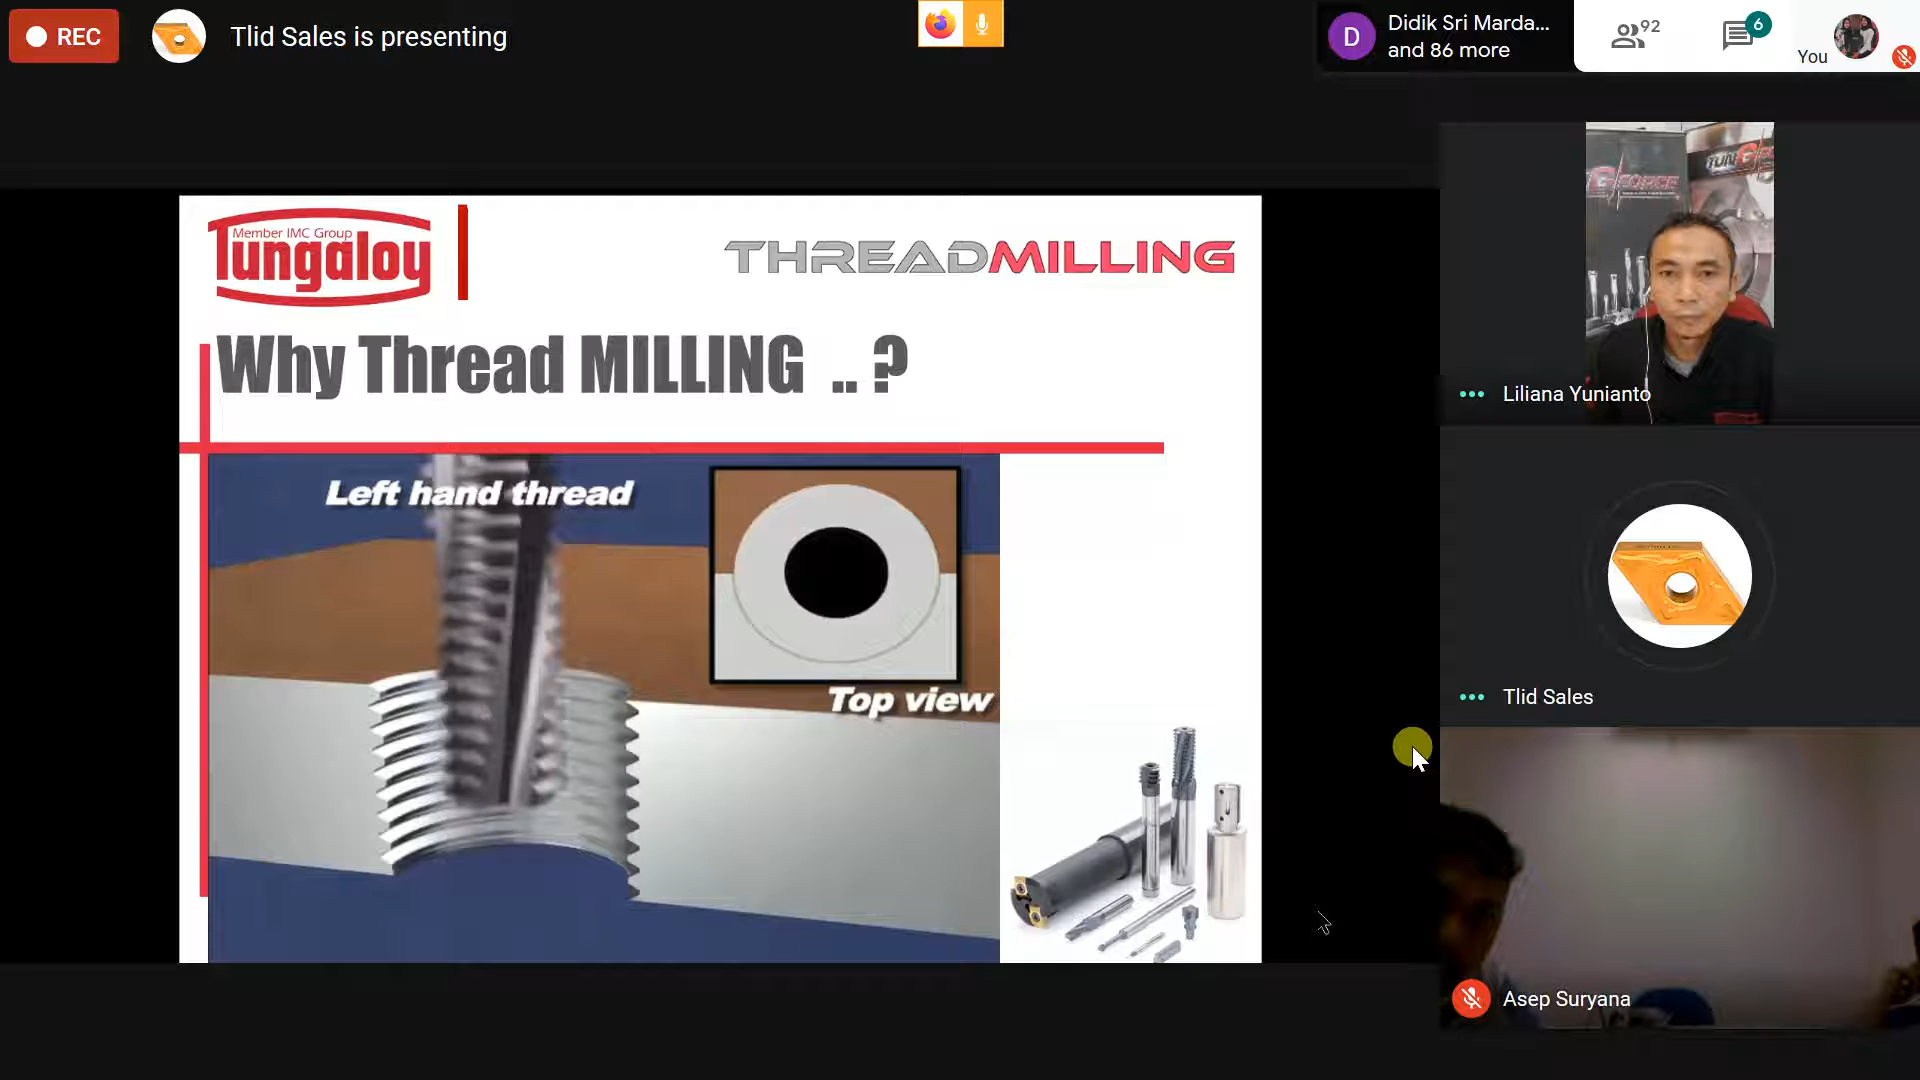 REC
Tlid Sales is presenting
D
Didik Sri Marda...
and 86 more
92
6
You
Member IMC Group
Tungaloy
THREADMILLING
Why Thread MILLING .. ?
Left hand thread
Top view
Liliana Yunianto
Tlid Sales
Asep Suryana